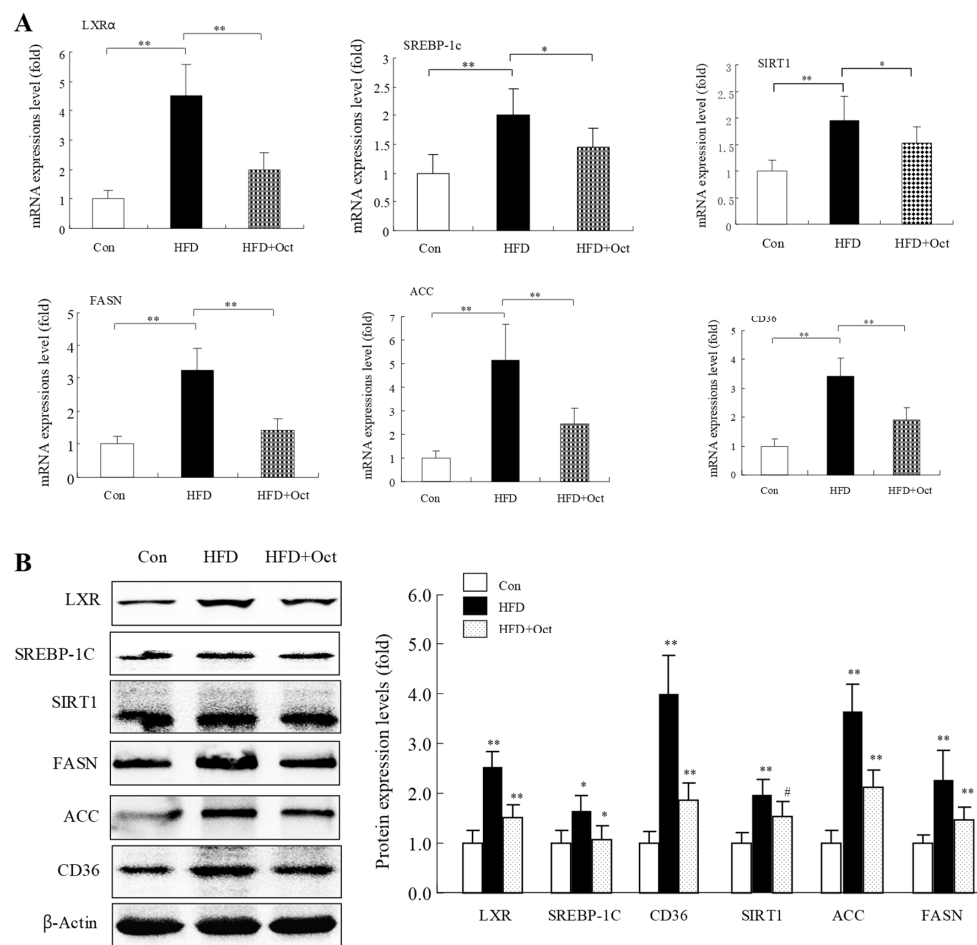 A
LXRα
mRNA expressions level (fold)
6
5
4
3
2
1
0
**
**
Con
HFD
HFD+Oct
SREBP-1c
mRNA expressions level (fold)
3
2.5
2
1.5
1
0.5
0
**
*
Con
HFD
HFD+Oct
SIRT1
mRNA expression level (fold)
3
2.5
2
1.5
1
0.5
0
**
*
Con
HFD
HFD+Oct
FASN
mRNA expressions level (fold)
5
4
3
2
1
0
**
**
Con
HFD
HFD+Oct
ACC
mRNA expressions level (fold)
8
7
6
5
4
3
2
1
0
**
**
Con
HFD
HFD+Oct
CD36
mRNA expressions level (fold)
5
4
3
2
1
0
**
**
Con
HFD
HFD+Oct
B
Con HFD HFD+Oct
LXR
SREBP-1C
SIRT1
FASN
ACC
CD36
β-Actin
Con
HFD
HFD+Oct
Protein expression levels (fold)
6.0
5.0
4.0
3.0
2.0
1.0
0.0
** **
* *
** **
** #
** **
** **
LXR SREBP-1C CD36 SIRT1 ACC FASN